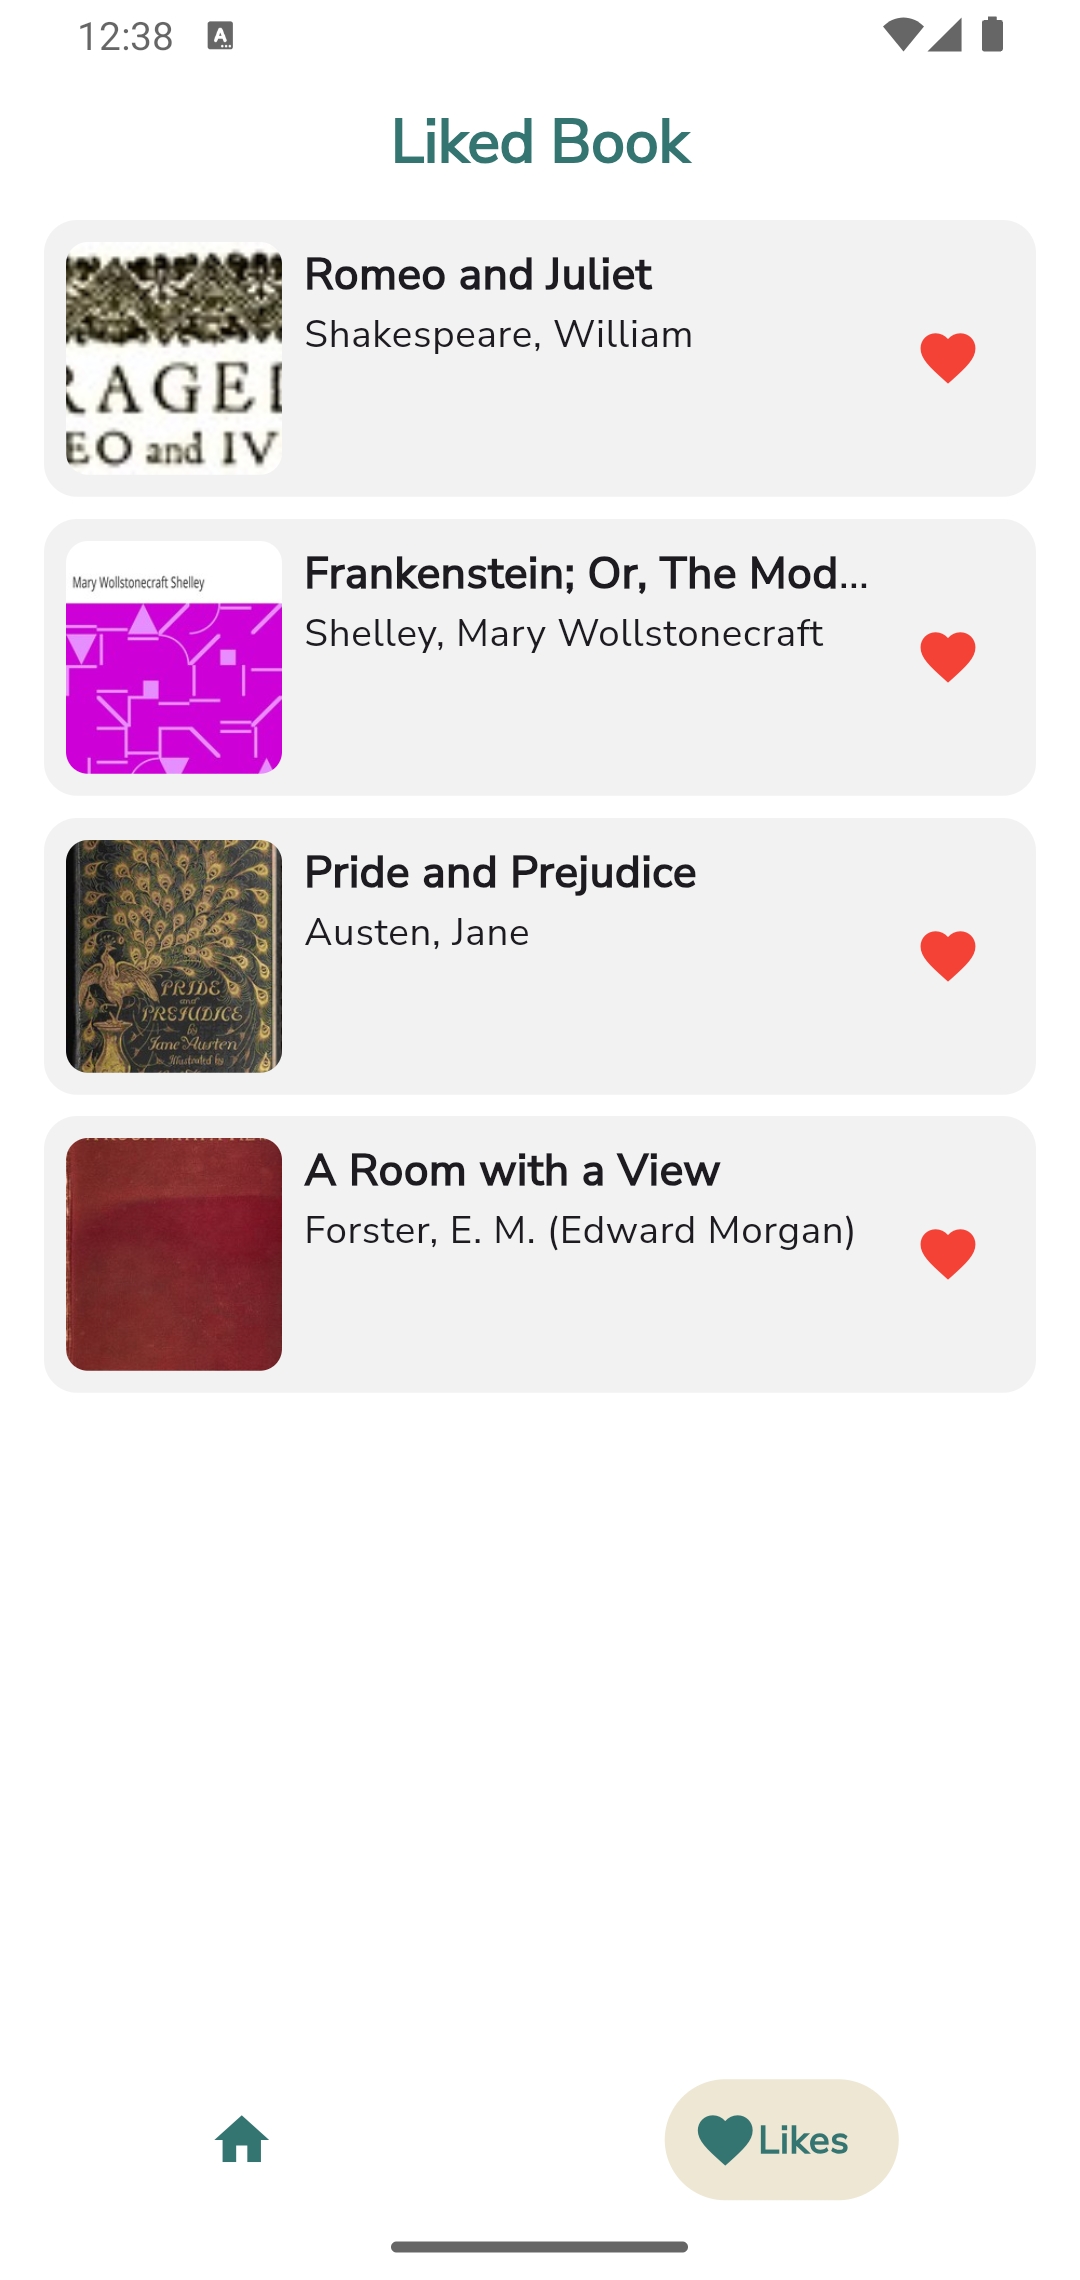 12:38
Liked Book
RAGED
EO and IV
Romeo and Juliet
Shakespeare, William
Mary Wollstonecraft Shelley
Frankenstein; Or, The Mod...
Shelley, Mary Wollstonecraft
PRIDE
and
PREJUDICE
by
Jane Austen
Illustrated by
Pride and Prejudice
Austen, Jane
A Room with a View
Forster, E. M. (Edward Morgan)
Likes